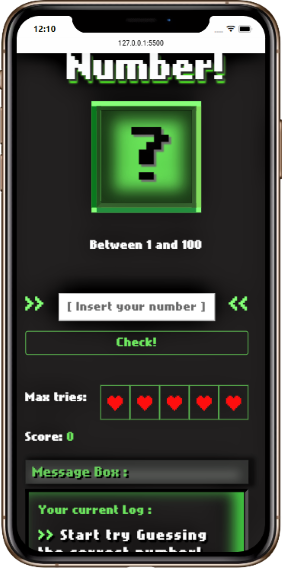 12:10
127.0.0.1:5500
Number!
?
Between 1 and 100
>> [ Insert your number ] <<
Check!
Max tries:
Score: 0
Message Box :
Your current Log :
>> Start try Guessing
the correct number!